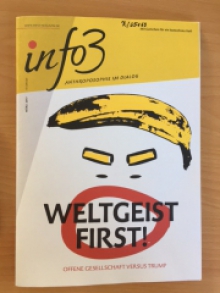 info3
ANTHROPOSOPHIE IM DIALOG
WELTGEIST
FIRST!
OFFENE GESELLSCHAFT VERSUS TRUMP